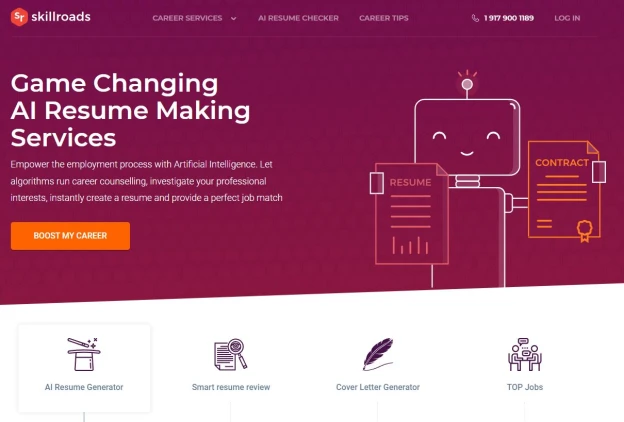 sr skillroads
CAREER SERVICES AI RESUME CHECKER CAREER TIPS 1 917 900 1189 LOG IN
Game Changing
AI Resume Making
Services
Empower the employment process with Artificial Intelligence. Let
algorithms run career counselling, investigate your professional
interests, instantly create a resume and provide a perfect job match
BOOST MY CAREER
RESUME
CONTRACT
AI Resume Generator
Smart resume review
Cover Letter Generator
TOP Jobs